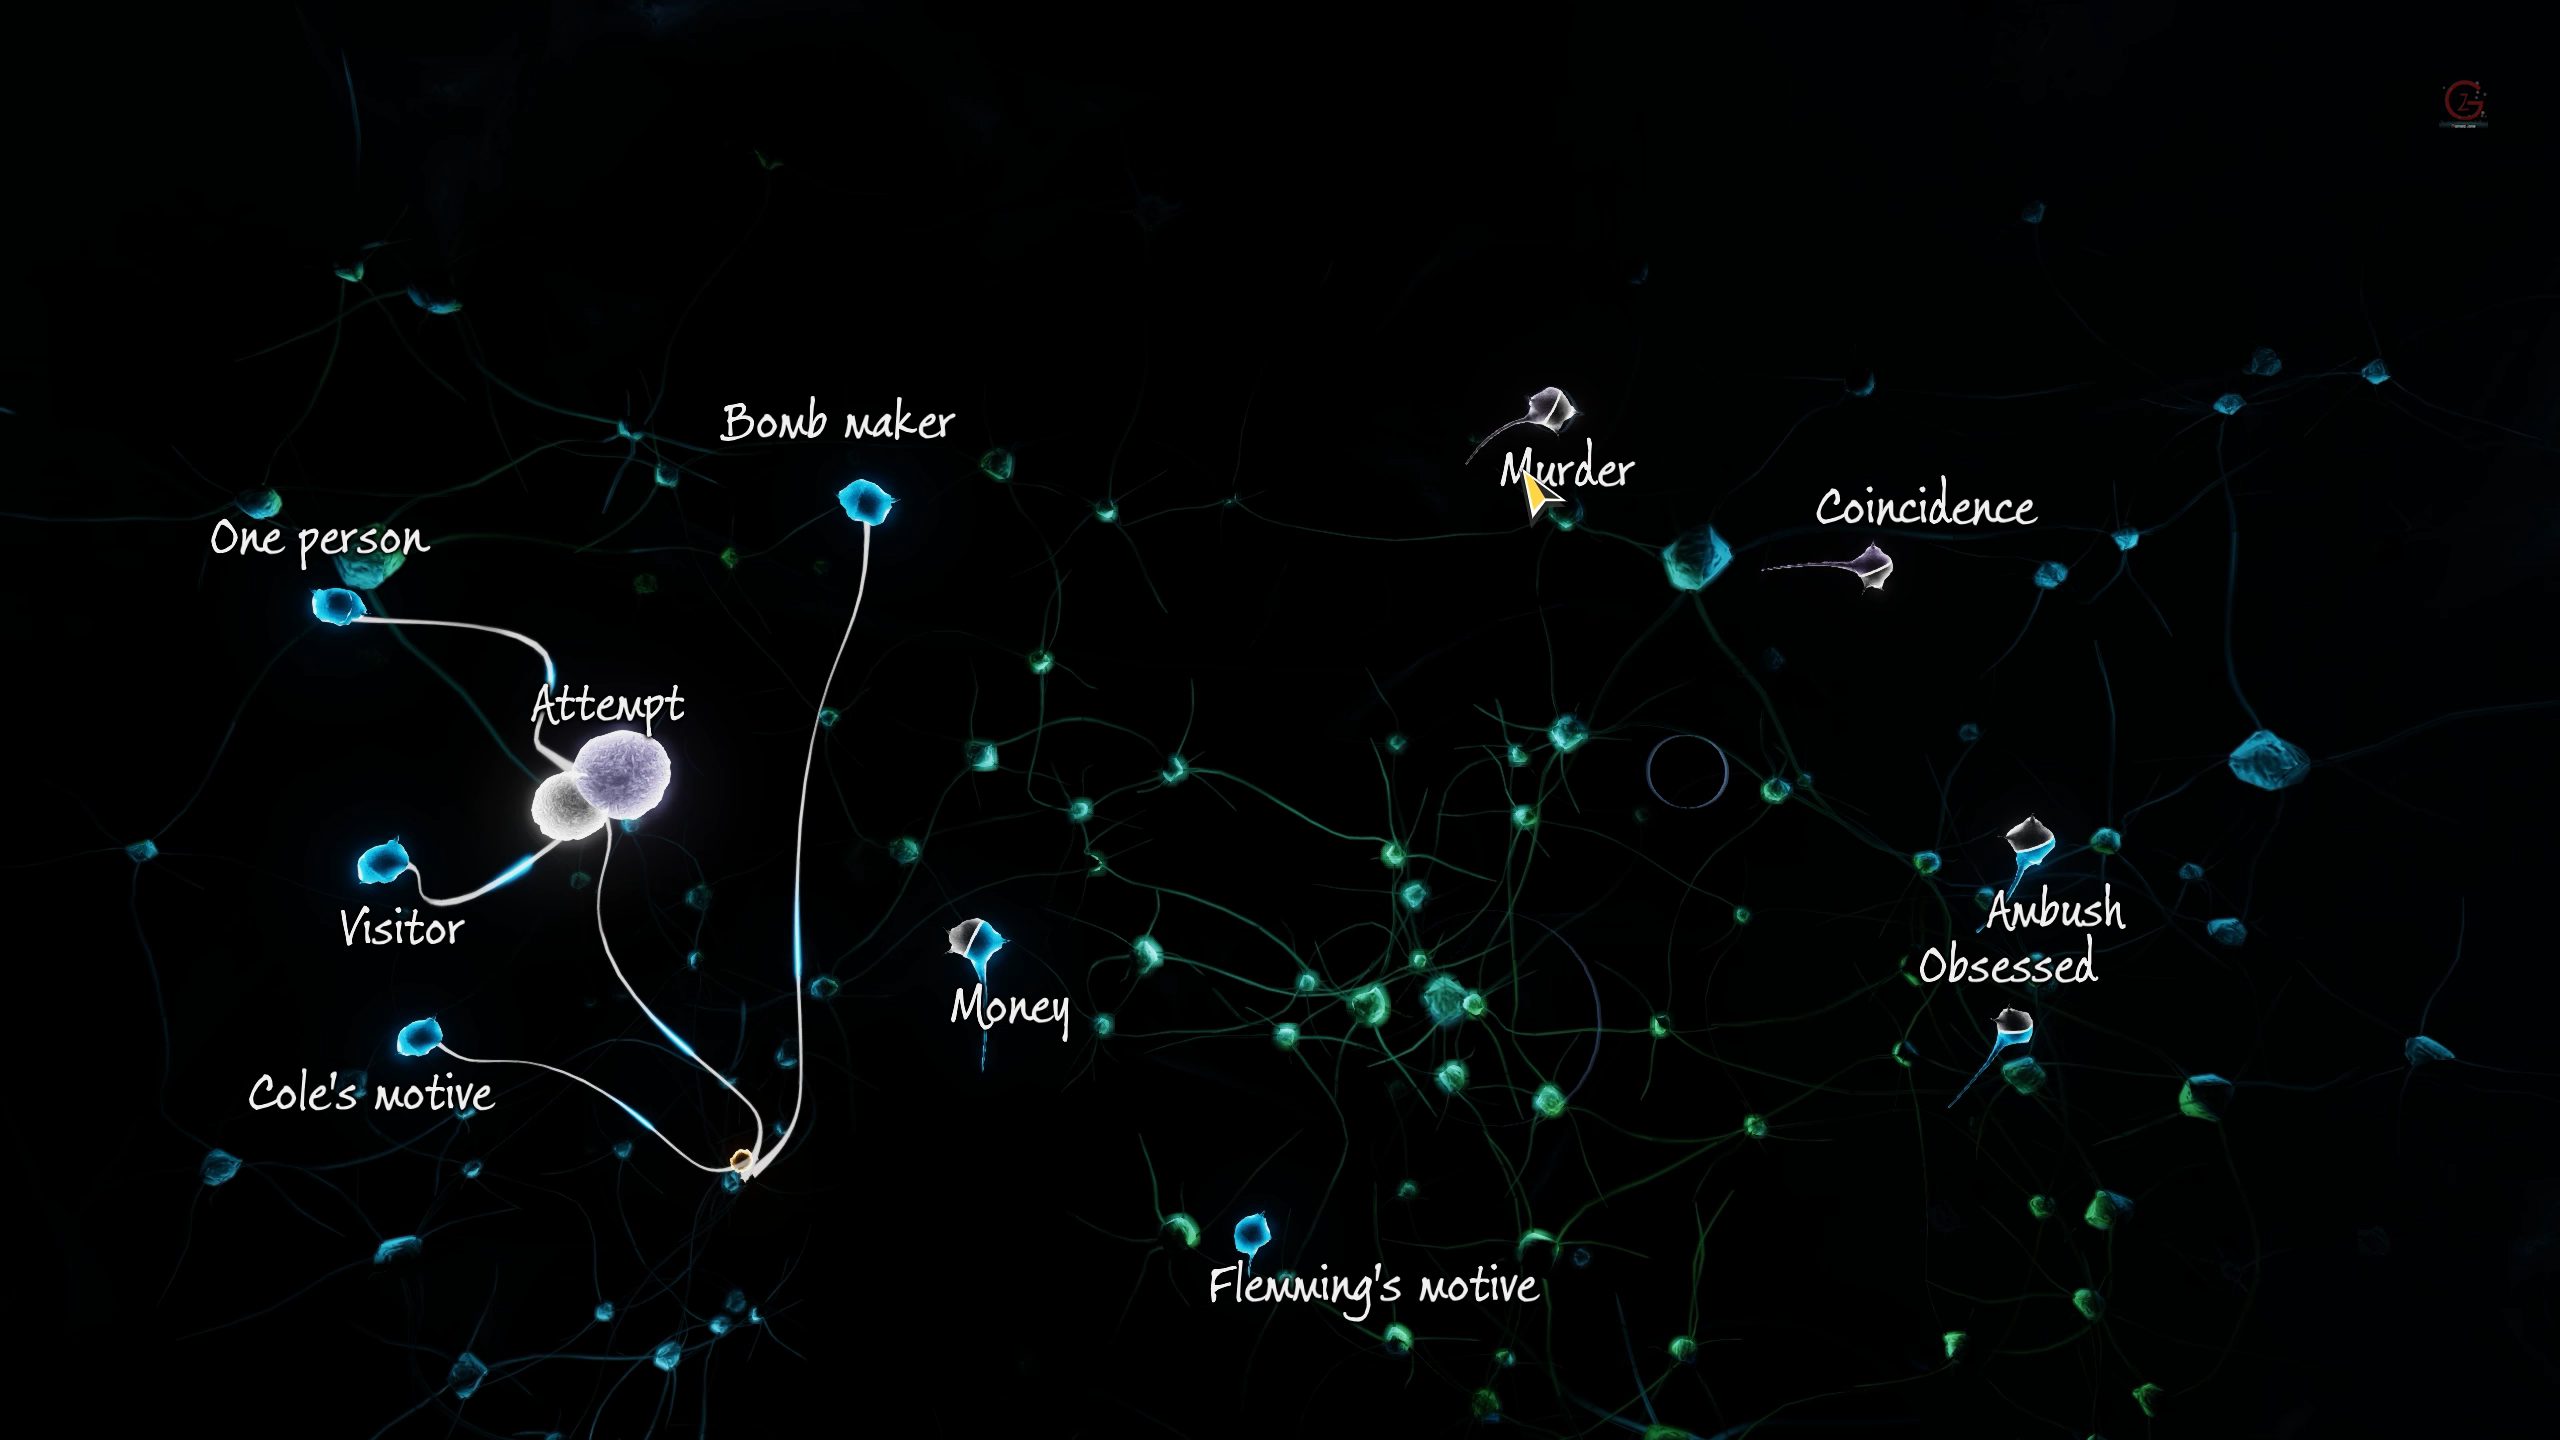 Bomb maker
Murder
Coincidence
One person
Attempt
Visitor
Ambush
Obsessed
Money
Cole's motive
Flemming's motive